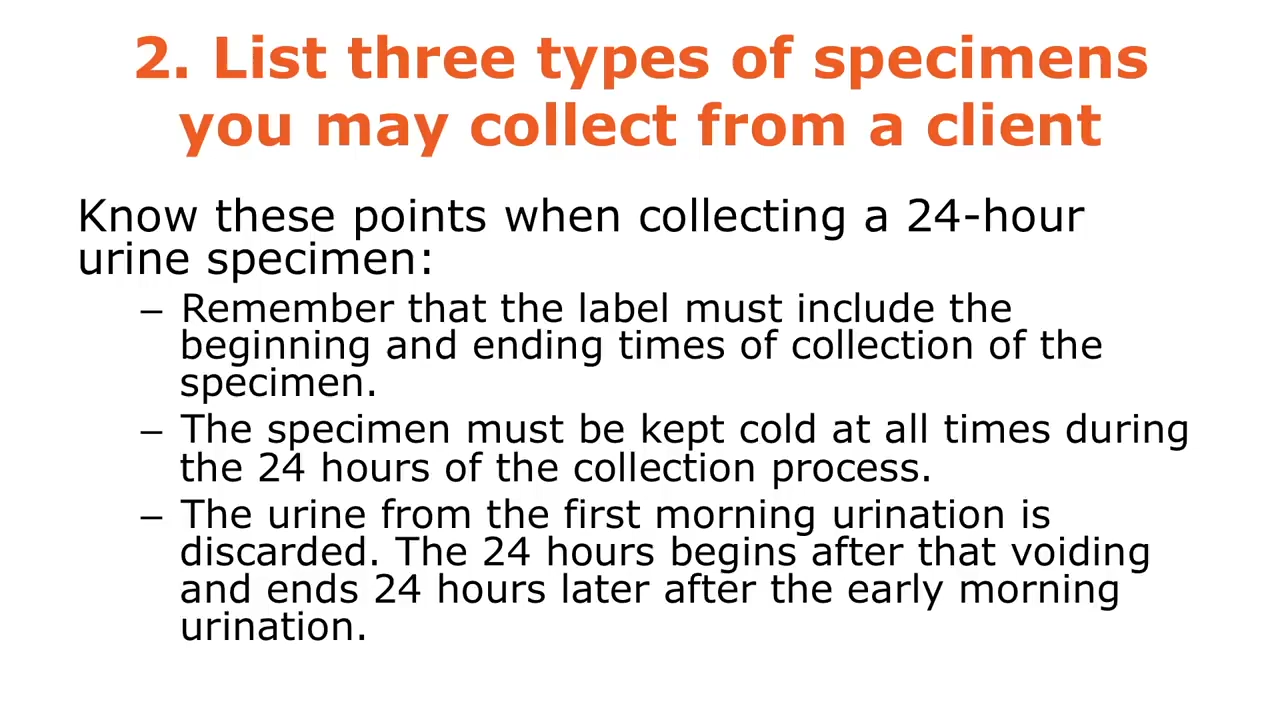 2. List three types of specimens
you may collect from a client
Know these points when collecting a 24-hour
urine specimen:
– Remember that the label must include the
beginning and ending times of collection of the
specimen.
– The specimen must be kept cold at all times during
the 24 hours of the collection process.
– The urine from the first morning urination is
discarded. The 24 hours begins after that voiding
and ends 24 hours later after the early morning
urination.